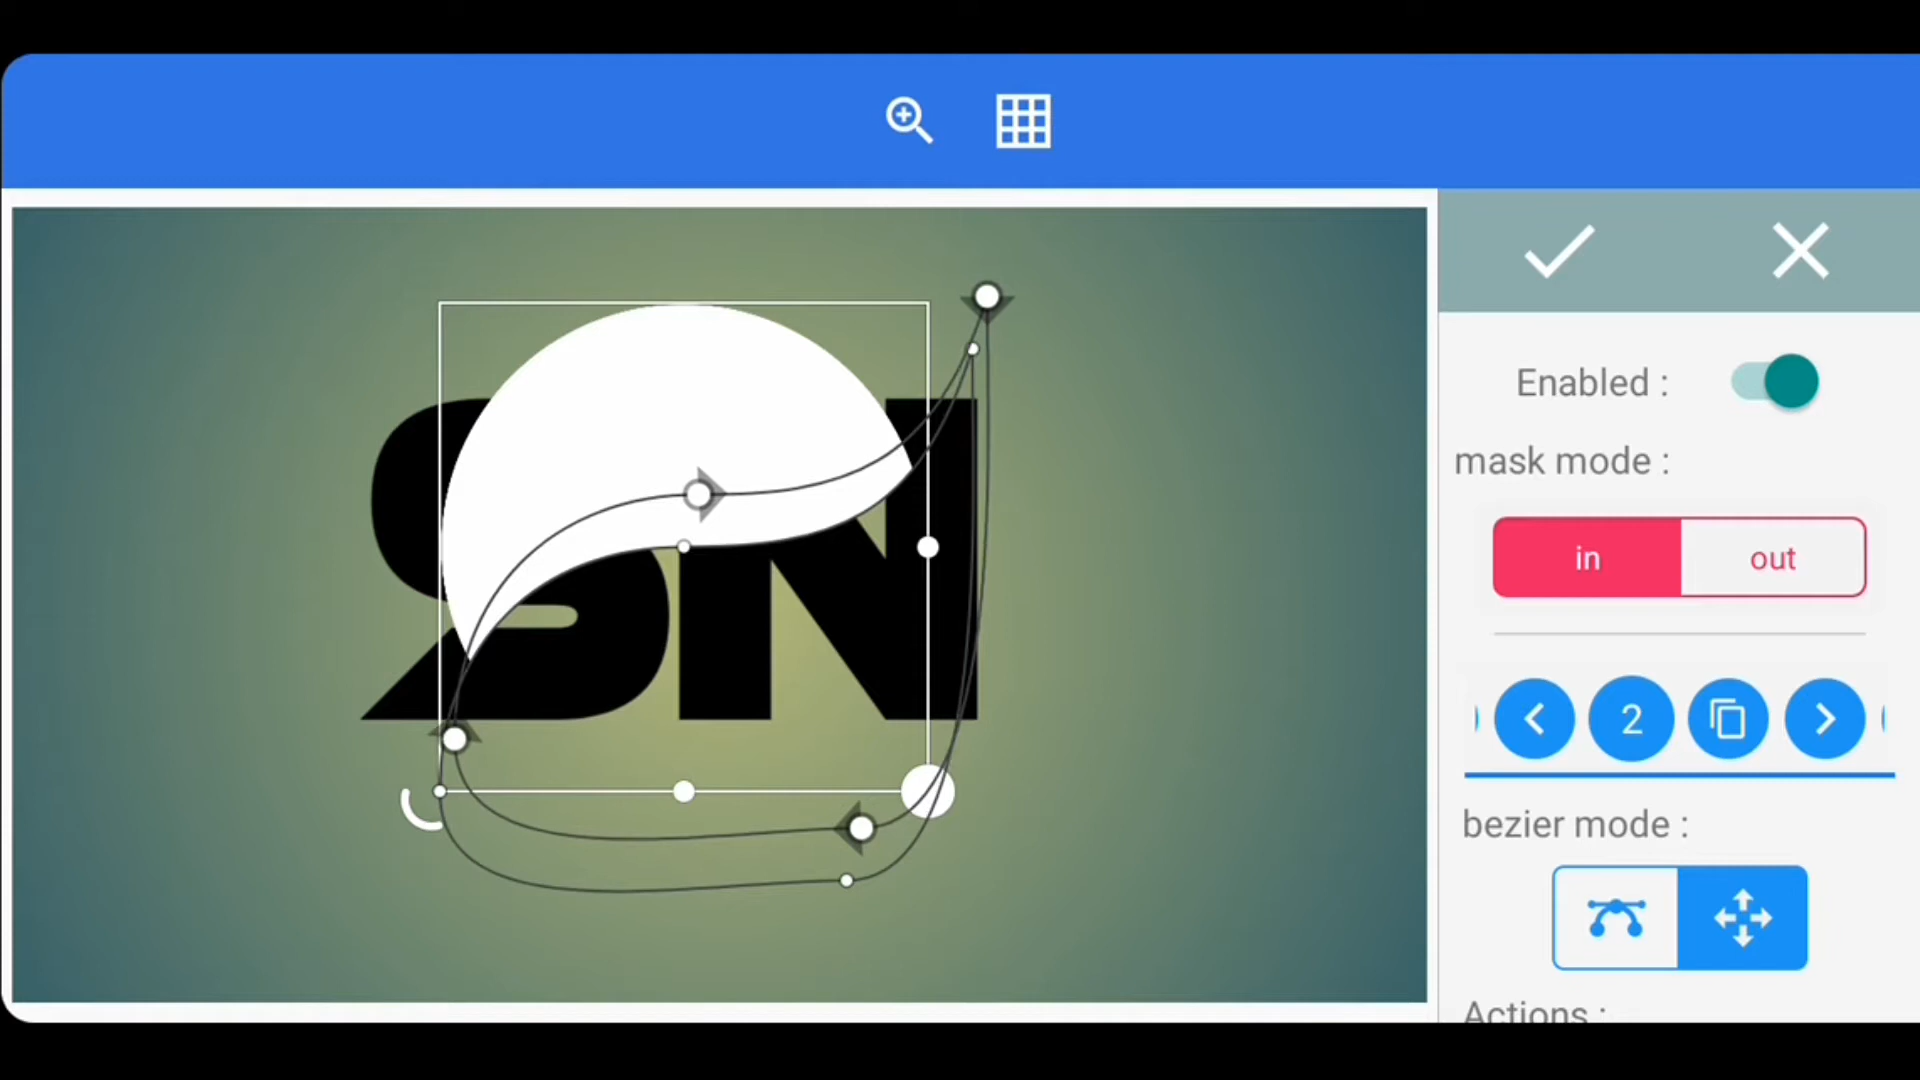 SN
Enabled :
mask mode :
in out
2
bezier mode :
Actions :